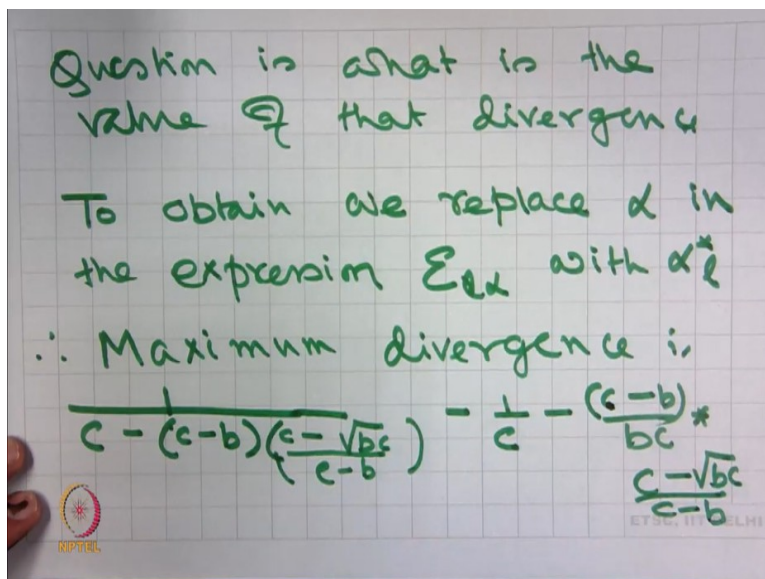 Question is what is the
value of that divergence
To obtain we replace α in
the expression Ɛ_{lα} with α*_l
∴ Maximum divergence is
1/(c - (c-b)((c - √bc)/(c-b))) - 1/c - (c-b)/bc *
(c - √bc)/(c-b)
ETSC, IIT DELHI
NPTEL